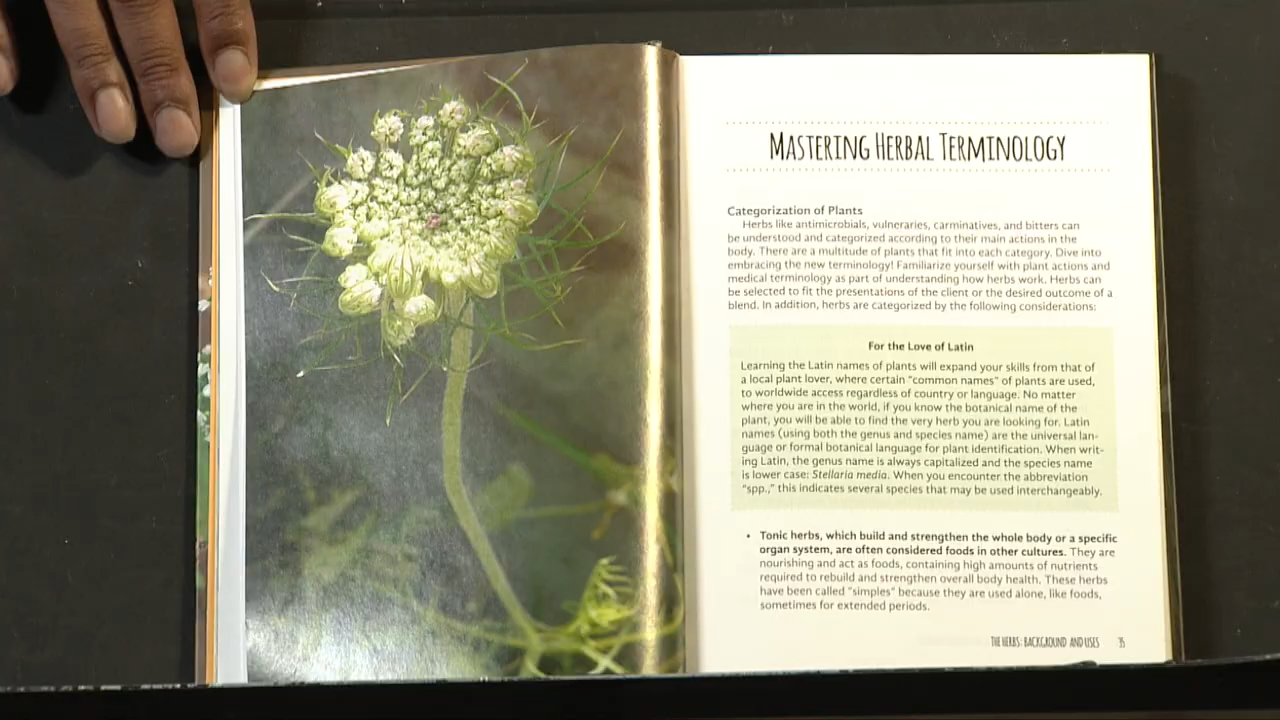 MASTERING HERBAL TERMINOLOGY
Categorization of Plants
Herbs like antimicrobials, vulneraries, carminatives, and bitters can
be understood and categorized according to their main actions in the
body. There are a multitude of plants that fit into each category. Dive into
embracing the new terminology! Familiarize yourself with plant actions and
medical terminology as part of understanding how herbs work. Herbs can
be selected to fit the presentations of the client or the desired outcome of a
blend. In addition, herbs are categorized by the following considerations:
For the Love of Latin
Learning the Latin names of plants will expand your skills from that of
a local plant lover, where certain "common names" of plants are used,
to worldwide access regardless of country or language. No matter
where you are in the world, if you know the botanical name of the
plant, you will be able to find the very herb you are looking for. Latin
names (using both the genus and species name) are the universal lan-
guage or formal botanical language for plant identification. When writ-
ing Latin, the genus name is always capitalized and the species name
is lower case: Stellaria media. When you encounter the abbreviation
"spp.," this indicates several species that may be used interchangeably.
• Tonic herbs, which build and strengthen the whole body or a specific
organ system, are often considered foods in other cultures. They are
nourishing and act as foods, containing high amounts of nutrients
required to rebuild and strengthen overall body health. These herbs
have been called "simples" because they are used alone, like foods,
sometimes for extended periods.
THE HERBS: BACKGROUND AND USES 35